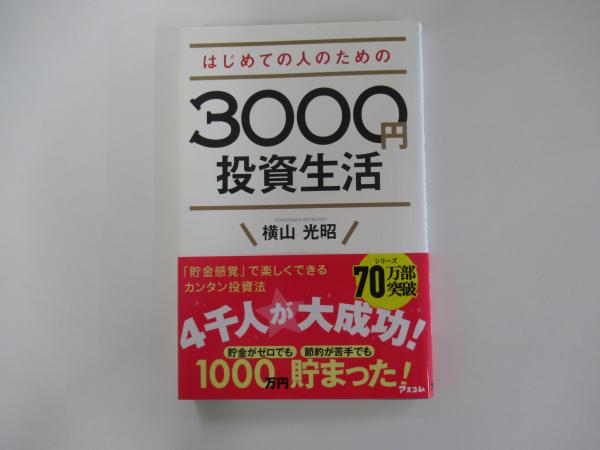 はじめての人のための
3000円
投資生活
YOKOYAMA MITSUAKI
横山 光昭
「貯金感覚」で楽しくできる
カンタン投資法
シリーズ
70万部
突破
4千人が大成功!
貯金がゼロでも 節約が苦手でも
1000万円貯まった!
アスコム